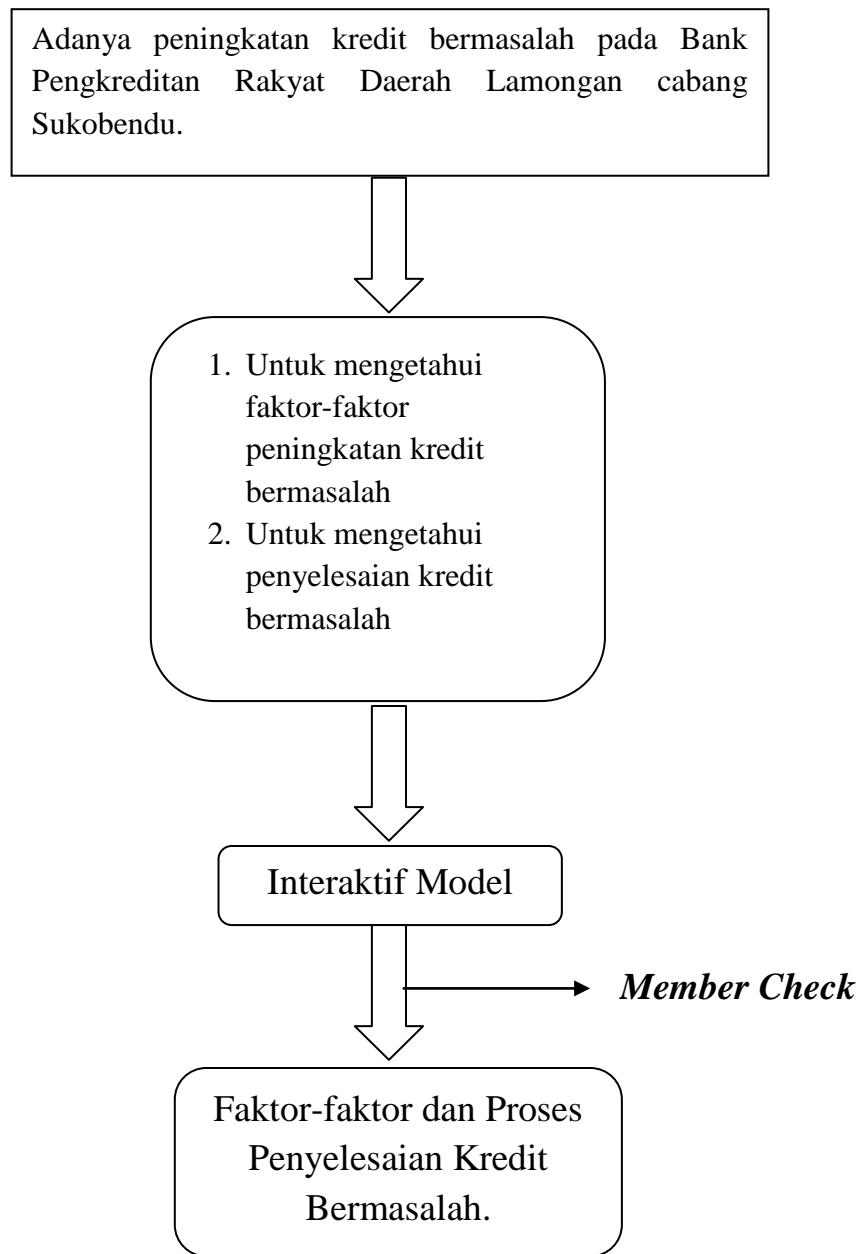 Adanya peningkatan kredit bermasalah pada Bank
Pengkreditan Rakyat Daerah Lamongan cabang
Sukobendu.
1. Untuk mengetahui
faktor-faktor
peningkatan kredit
bermasalah
2. Untuk mengetahui
penyelesaian kredit
bermasalah
Interaktif Model
Member Check
Faktor-faktor dan Proses
Penyelesaian Kredit
Bermasalah.